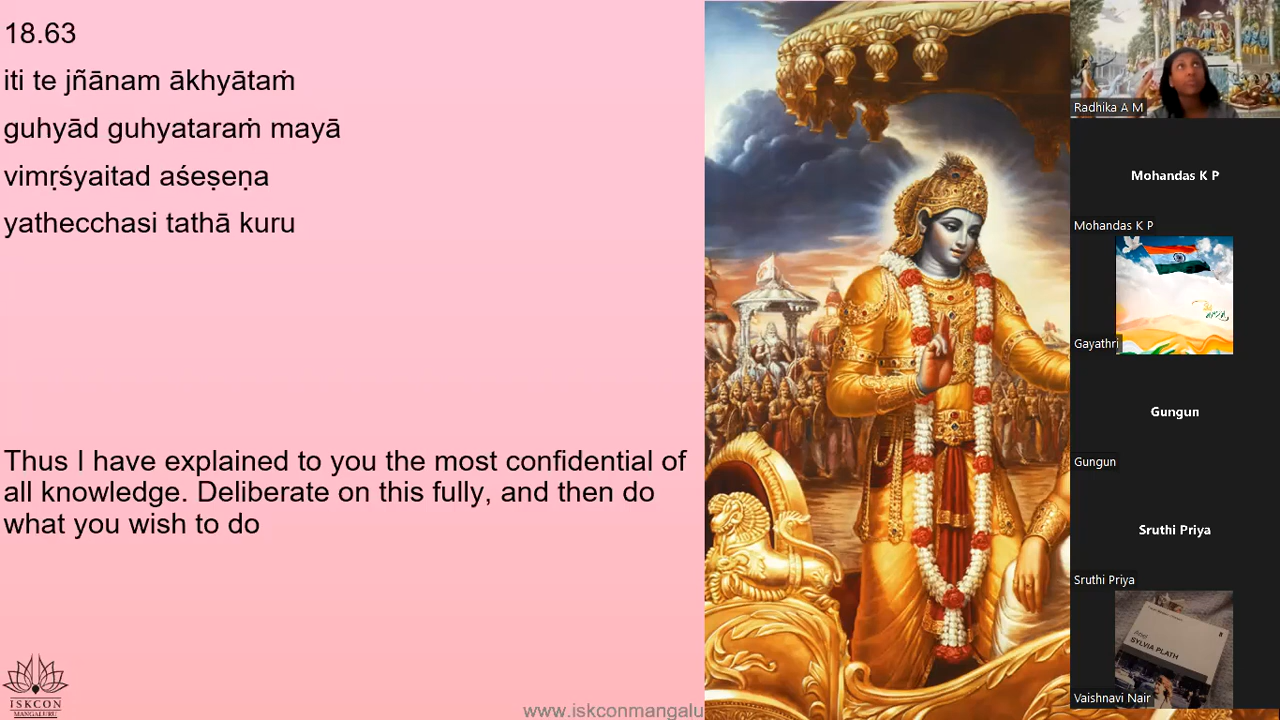 18.63
iti te jñānam ākhyātaṁ
guhyād guhyataraṁ mayā
vimṛśyaitad aśeṣeṇa
yathecchasi tathā kuru
Thus I have explained to you the most confidential of
all knowledge. Deliberate on this fully, and then do
what you wish to do
ISKCON
MANGALURU
www.iskconmangalu
Radhika A M
Mohandas K P
Mohandas K P
Gayathri
Gungun
Gungun
Sruthi Priya
Sruthi Priya
Ariel
SYLVIA PLATH
Vaishnavi Nair